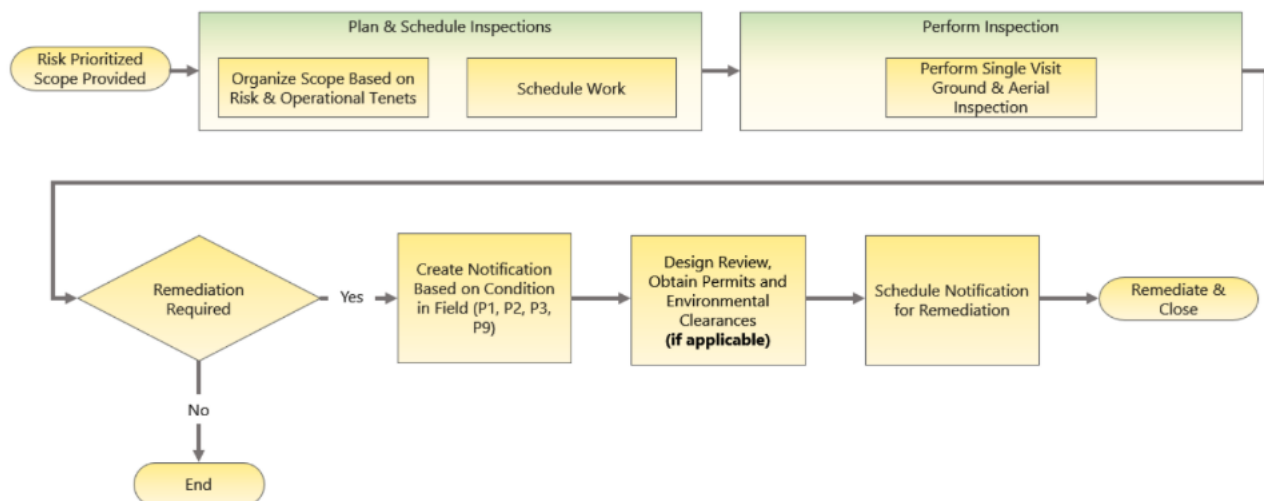 Plan & Schedule Inspections
Perform Inspection
Risk Prioritized
Scope Provided
Organize Scope Based on
Risk & Operational Tenets
Schedule Work
Perform Single Visit
Ground & Aerial
Inspection
Remediation
Required
Yes
Create Notification
Based on Condition
in Field (P1, P2, P3,
P9)
Design Review,
Obtain Permits and
Environmental
Clearances
(if applicable)
Schedule Notification
for Remediation
Remediate &
Close
No
End